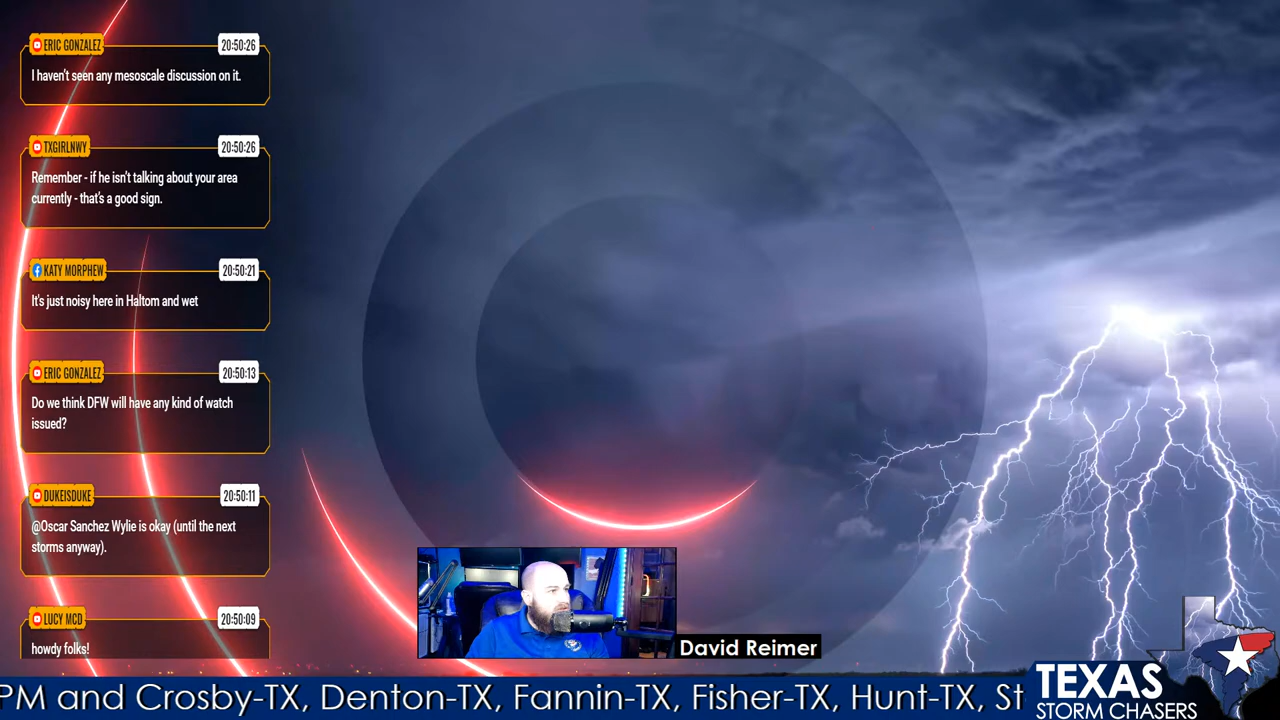 ERIC GONZALEZ 20:50:26
I haven't seen any mesoscale discussion on it.
TXGIRLNWY 20:50:26
Remember - if he isn't talking about your area
currently - that's a good sign.
KATY MORPHEW 20:50:21
It's just noisy here in Haltom and wet
ERIC GONZALEZ 20:50:13
Do we think DFW will have any kind of watch
issued?
DUKEISDUKE 20:50:11
@Oscar Sanchez Wylie is okay (until the next
storms anyway).
LUCY MCD 20:50:09
howdy folks!
David Reimer
PM and Crosby-TX, Denton-TX, Fannin-TX, Fisher-TX, Hunt-TX, St
TEXAS
STORM CHASERS